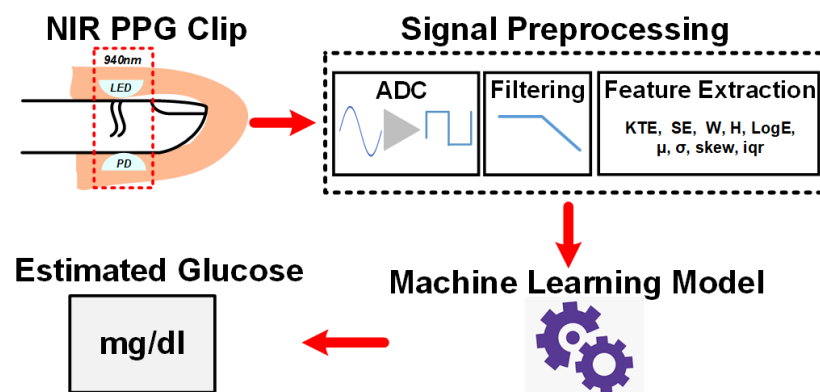 NIR PPG Clip
940nm
LED
PD
Signal Preprocessing
ADC
Filtering
Feature Extraction
KTE, SE, W, H, LogE,
μ, σ, skew, iqr
Estimated Glucose
mg/dl
Machine Learning Model